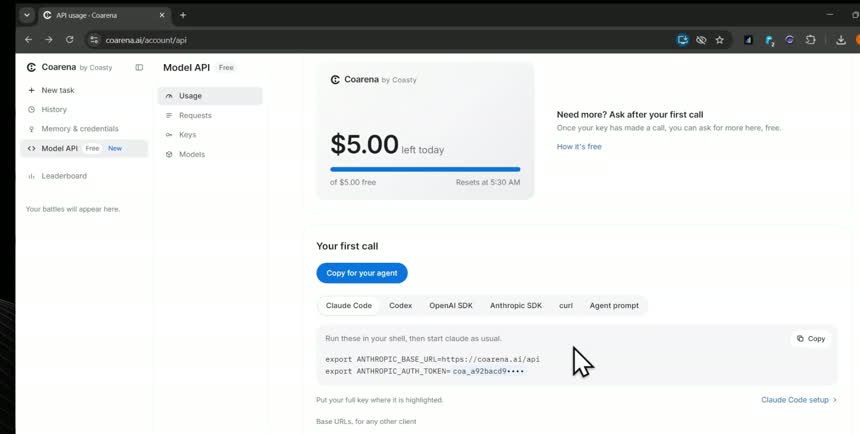 API usage - Coarena
coarena.ai/account/api
Coarena by Coasty
New task
History
Memory & credentials
Model API Free New
Leaderboard
Your battles will appear here.
Model API Free
Usage
Requests
Keys
Models
Coarena by Coasty
$5.00 left today
of $5.00 free Resets at 5:30 AM
Need more? Ask after your first call
Once your key has made a call, you can ask for more here, free.
How it's free
Your first call
Copy for your agent
Claude Code Codex OpenAI SDK Anthropic SDK curl Agent prompt
Run these in your shell, then start claude as usual.
Copy
export ANTHROPIC_BASE_URL=https://coarena.ai/api
export ANTHROPIC_AUTH_TOKEN=coa_a92bacd9••••
Put your full key where it is highlighted.
Claude Code setup
Base URLs, for any other client